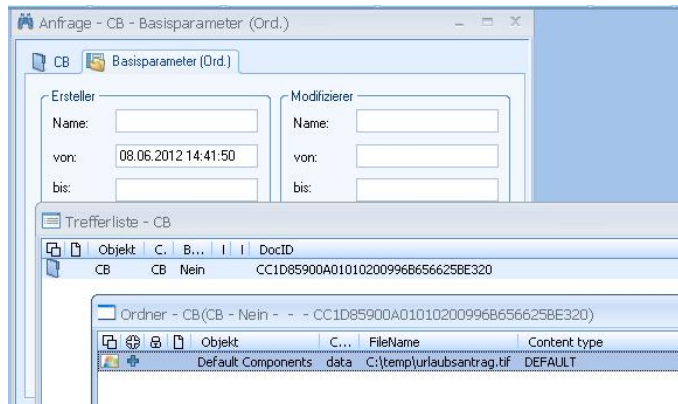 Anfrage - CB - Basisparameter (Ord.)
CB Basisparameter (Ord.)
Ersteller Modifizierer
Name: Name:
von: 08.06.2012 14:41:50 von:
bis: bis:
Trefferliste - CB
Objekt C. B... I I DocID
CB CB Nein CC1D85900A01010200996B656625BE320
Ordner - CB(CB - Nein - - - CC1D85900A01010200996B656625BE320)
Objekt C... FileName Content type
Default Components data C:\temp\urlaubsantrag.tif DEFAULT